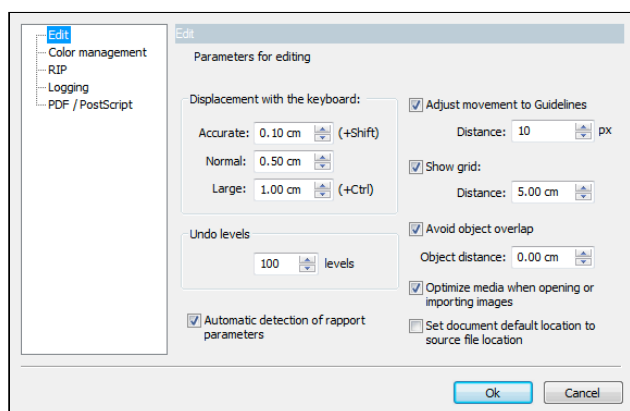 Edit
Color management
RIP
Logging
PDF / PostScript
Edit
Parameters for editing
Displacement with the keyboard:
Accurate: 0.10 cm (+Shift)
Normal: 0.50 cm
Large: 1.00 cm (+Ctrl)
Undo levels
100 levels
Automatic detection of rapport
parameters
Adjust movement to Guidelines
Distance: 10 px
Show grid:
Distance: 5.00 cm
Avoid object overlap
Object distance: 0.00 cm
Optimize media when opening or
importing images
Set document default location to
source file location
Ok Cancel